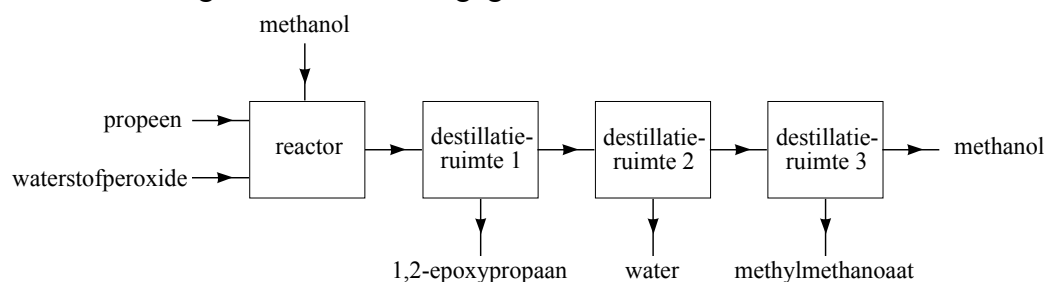 methanol
propeen
waterstofperoxide
reactor
destillatie-
ruimte 1
destillatie-
ruimte 2
destillatie-
ruimte 3
methanol
1,2-epoxypropaan
water
methylmethanoaat